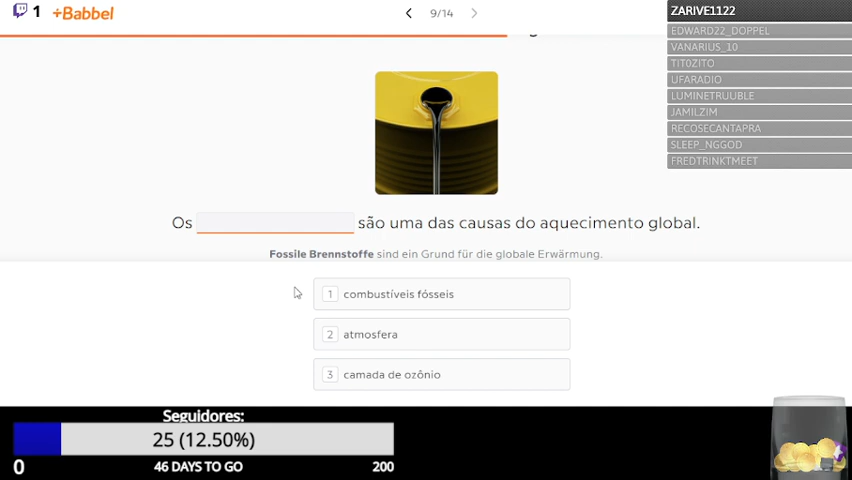 1 +Babbel
9/14
ZARIVE1122
EDWARD22_DOPPEL
VANARIUS_10
TIT0ZITO
UFARADIO
LUMINETRUUBLE
JAMILZIM
RECOSECANTAPRA
SLEEP_NGGOD
FREDTRINKTMEET
Os são uma das causas do aquecimento global.
Fossile Brennstoffe sind ein Grund für die globale Erwärmung.
1 combustíveis fósseis
2 atmosfera
3 camada de ozônio
Seguidores:
25 (12.50%)
0 46 DAYS TO GO 200